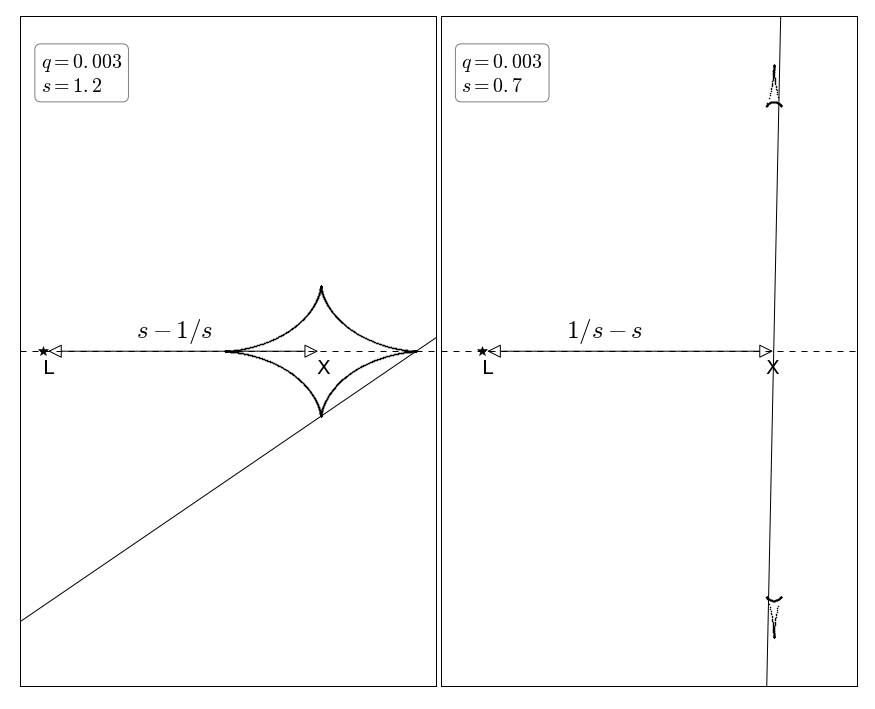 q = 0.003
s = 1.2
s − 1/s
L
X
q = 0.003
s = 0.7
1/s − s
L
X